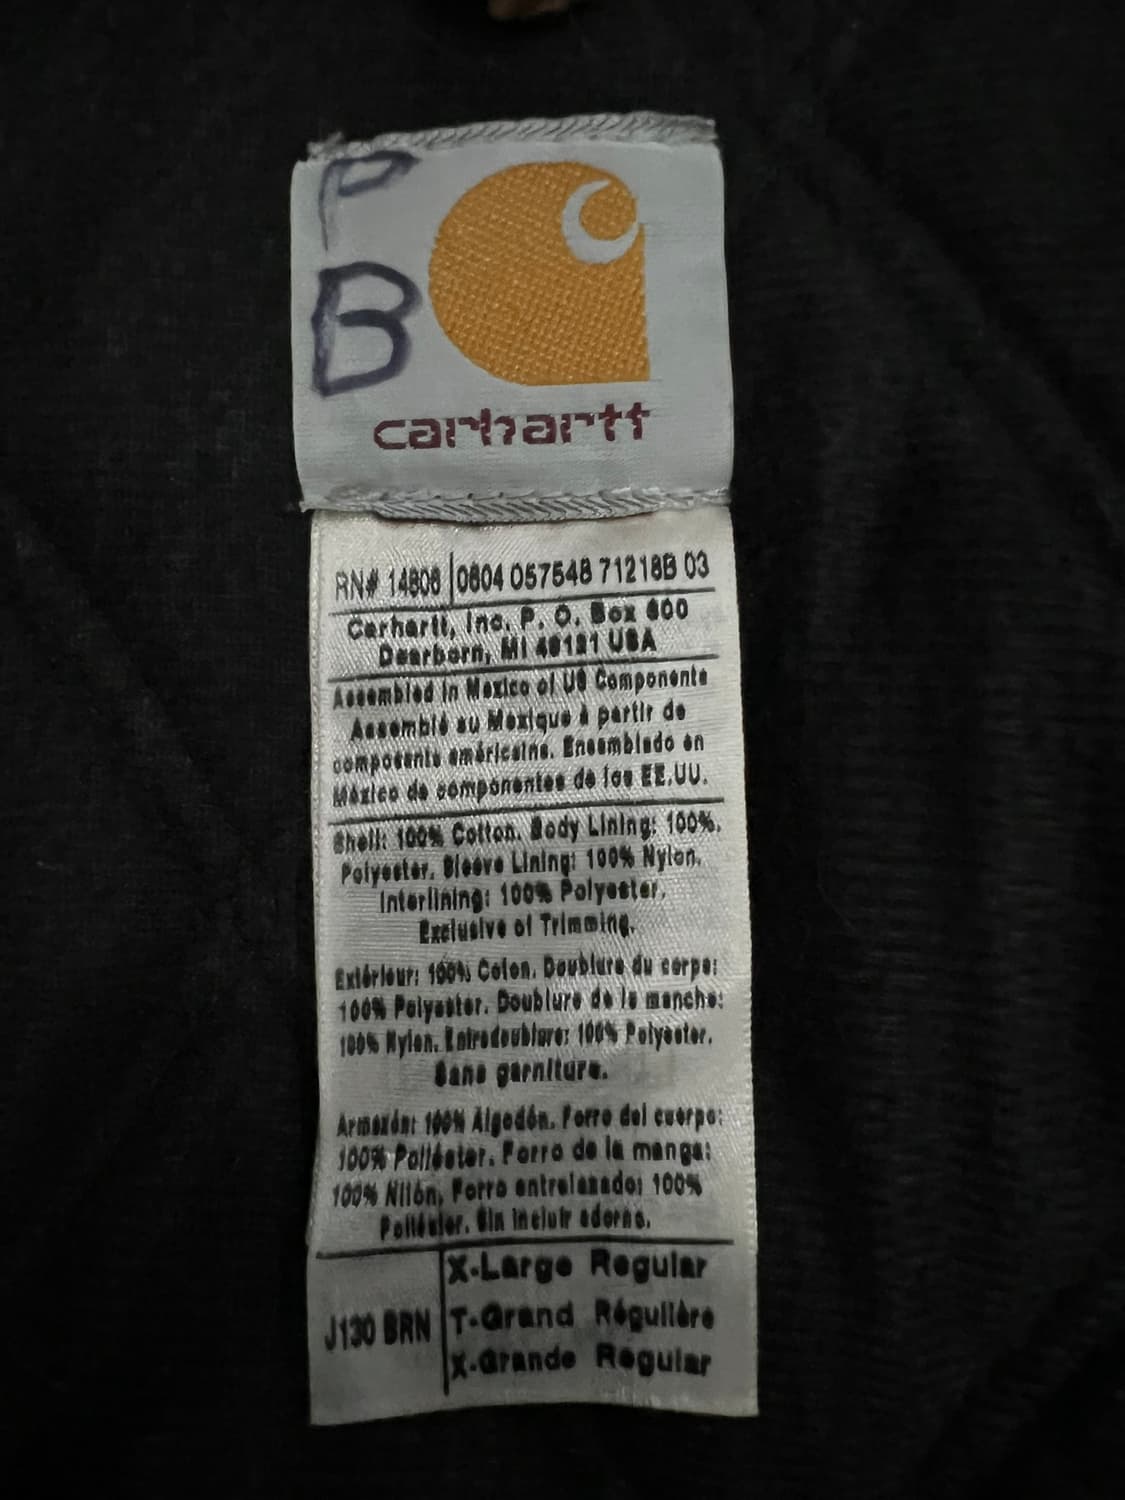 P
B
carhartt
RN# 14806 0804 057548 71218B 03
Carhartt, Inc. P. O. Box 600
Dearborn, MI 48121 USA
Assembled in Mexico of US Components
Assemblé au Mexique à partir de
composants américains. Ensamblado en
México de componentes de los EE.UU.
Shell: 100% Cotton. Body Lining: 100%.
Polyester. Sleeve Lining: 100% Nylon.
Interlining: 100% Polyester.
Exclusive of Trimming.
Extérieur: 100% Coton. Doublure du corps:
100% Polyester. Doublure de la manche:
100% Nylon. Entredoublure: 100% Polyester.
Sans garniture.
Armazón: 100% Algodón. Forro del cuerpo:
100% Poliéster. Forro de la manga:
100% Nilón. Forro entrelazado: 100%
Poliéster. Sin incluir adorno.
J130 BRN
X-Large Regular
T-Grand Régulière
X-Grande Regular